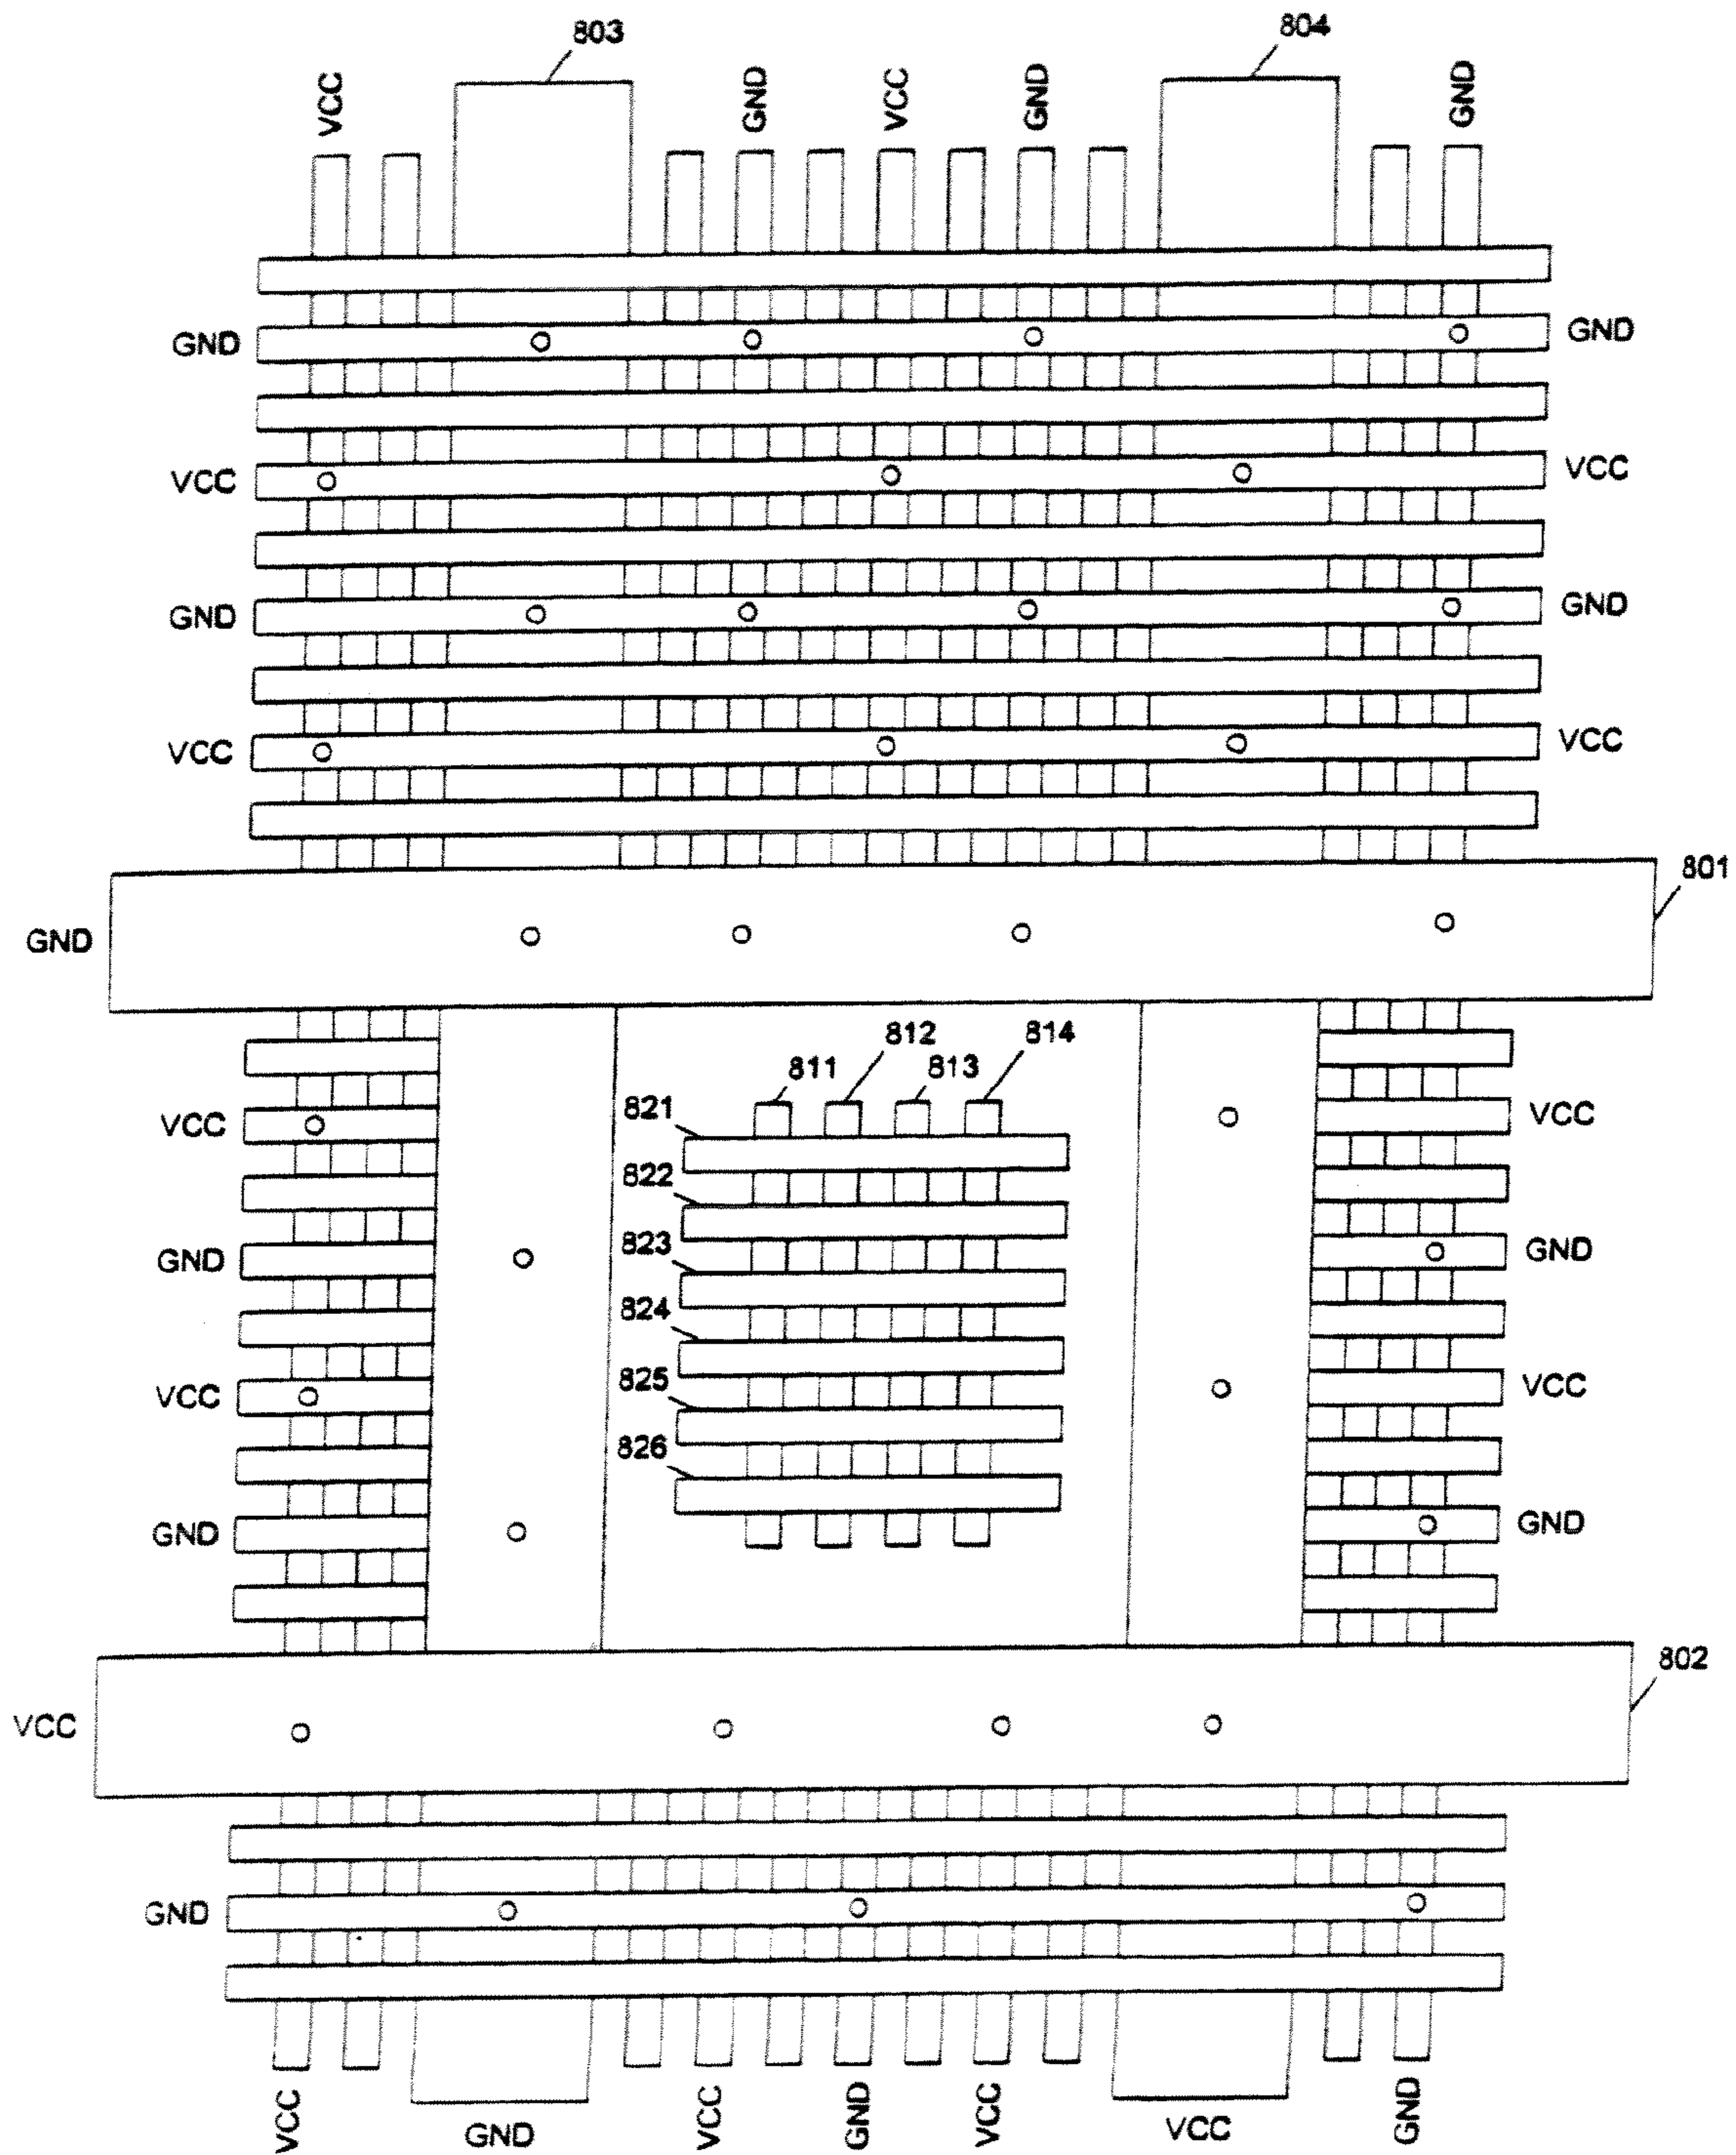 803
804
VCC
GND
VCC
GND
GND
GND
GND
VCC
VCC
GND
GND
VCC
VCC
801
GND
812
814
811
813
821
VCC
VCC
822
823
GND
GND
824
825
VCC
VCC
826
GND
GND
802
VCC
GND
VCC
GND
VCC
GND
VCC
VCC
GND